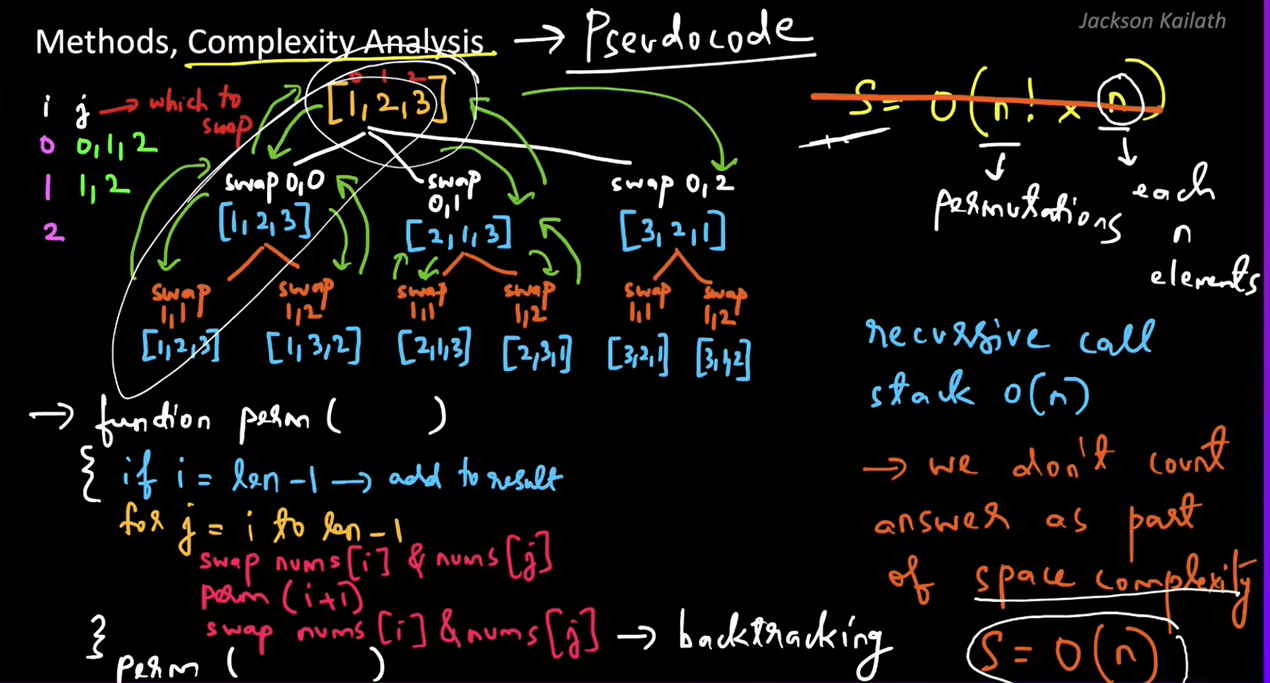 Jackson Kailath
Methods, Complexity Analysis → Pseudocode
i j → which to swap
0 0,1,2
1 1,2
2
0 1 2
[1,2,3]
swap 0,0
[1,2,3]
swap 0,1
[2,1,3]
swap 0,2
[3,2,1]
swap 1,1
[1,2,3]
swap 1,2
[1,3,2]
swap 1,1
[2,1,3]
swap 1,2
[2,3,1]
swap 1,1
[3,2,1]
swap 1,2
[3,1,2]
→ function perm( )
{ if i = len -1 → add to result
for j = i to len -1
swap nums[i] & nums[j]
perm (i+1)
swap nums [i] & nums[j] → backtracking
}
perm ( )
S = O(n! x n)
permutations
each
n
elements
recurssive call
stack O(n)
→ we don't count
answer as part
of space complexity
S = O(n)